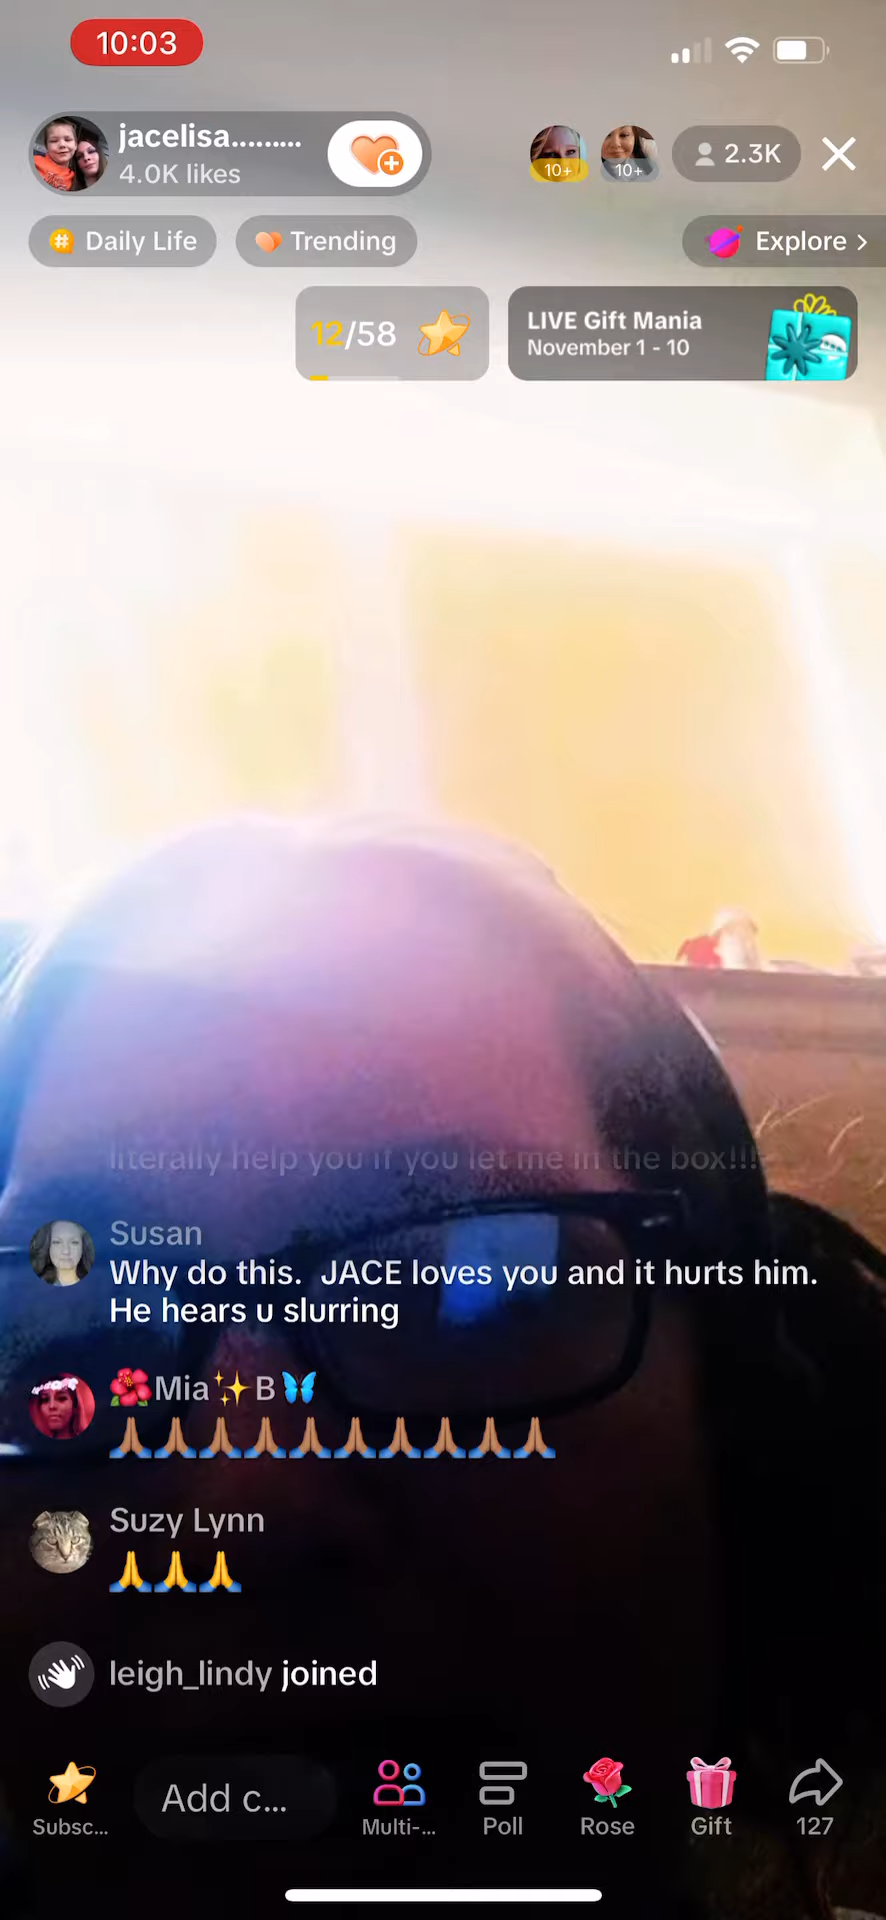 10:03
jacelisa.........
4.0K likes
10+
10+
2.3K
Daily Life
Trending
Explore >
12/58
LIVE Gift Mania
November 1 - 10
literally help you if you let me in the box!!!
Susan
Why do this. JACE loves you and it hurts him.
He hears u slurring
🌺Mia✨B🦋
🙏🏽🙏🏽🙏🏽🙏🏽🙏🏽🙏🏽🙏🏽🙏🏽🙏🏽🙏🏽
Suzy Lynn
🙏🙏🙏
leigh_lindy joined
Add c...
Subsc...
Multi-...
Poll
Rose
Gift
127